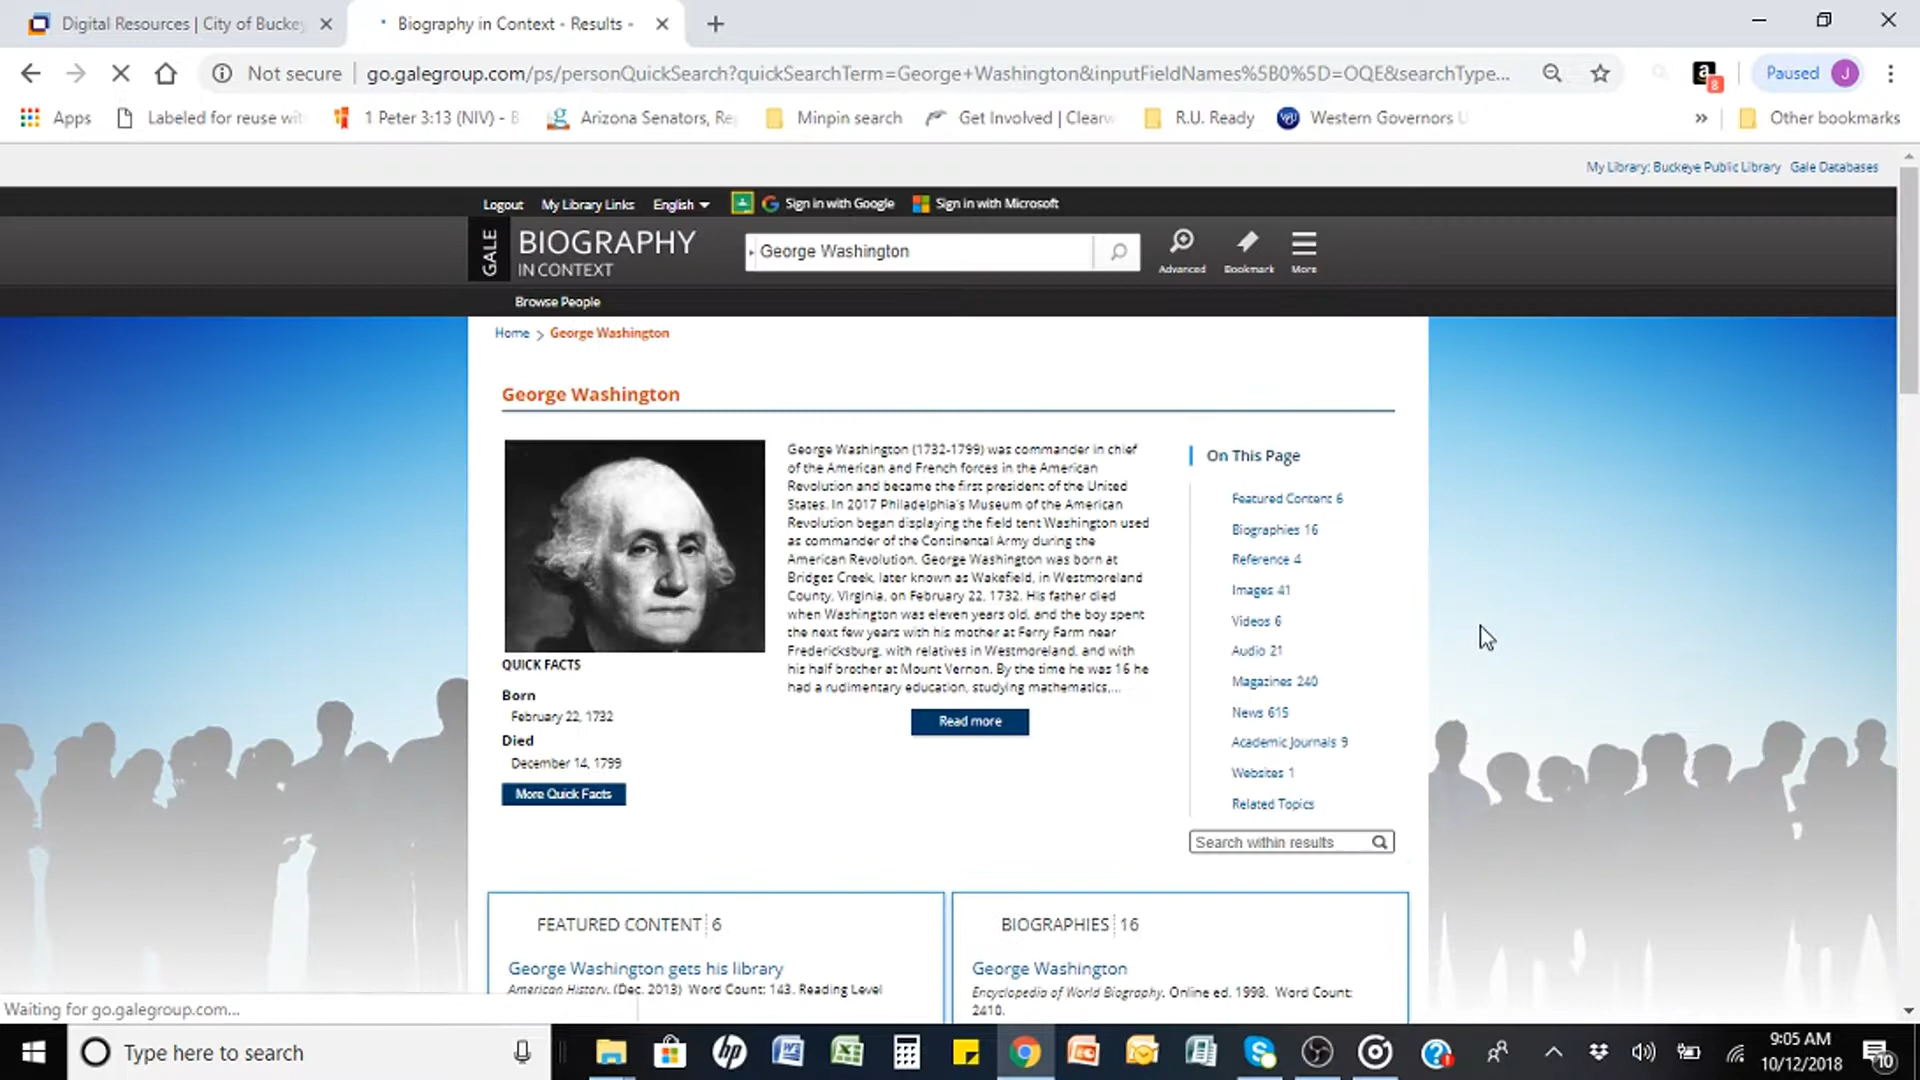 Digital Resources | City of Bucke
Biography in Context - Results -
Not secure
go.galegroup.com/ps/personQuickSearch?quickSearchTerm=George+Washington&inputFieldNames%5B0%5D=OQE&searchType...
8
Paused
J
Apps
Labeled for reuse wit
1 Peter 3:13 (NIV) - B
Arizona Senators, Re
Minpin search
Get Involved | Clearw
R.U. Ready
Western Governors U
»
Other bookmarks
My Library: Buckeye Public Library
Gale Databases
Logout
My Library Links
English
Sign in with Google
Sign in with Microsoft
GALE
BIOGRAPHY
IN CONTEXT
George Washington
Advanced
Bookmark
More
Browse People
Home > George Washington
George Washington
George Washington (1732-1799) was commander in chief
of the American and French forces in the American
Revolution and became the first president of the United
States. In 2017 Philadelphia's Museum of the American
Revolution began displaying the field tent Washington used
as commander of the Continental Army during the
American Revolution. George Washington was born at
Bridges Creek, later known as Wakefield, in Westmoreland
County, Virginia, on February 22, 1732. His father died
when Washington was eleven years old, and the boy spent
the next few years with his mother at Ferry Farm near
Fredericksburg, with relatives in Westmoreland, and with
his half brother at Mount Vernon. By the time he was 16 he
had a rudimentary education, studying mathematics,...
Read more
QUICK FACTS
Born
February 22, 1732
Died
December 14, 1799
More Quick Facts
On This Page
Featured Content 6
Biographies 16
Reference 4
Images 41
Videos 6
Audio 21
Magazines 240
News 615
Academic Journals 9
Websites 1
Related Topics
Search within results
FEATURED CONTENT 6
George Washington gets his library
American History. (Dec. 2013) Word Count: 143. Reading Level
BIOGRAPHIES 16
George Washington
Encyclopedia of World Biography. Online ed. 1998. Word Count:
2410.
Waiting for go.galegroup.com...
Type here to search
9:05 AM
10/12/2018
10